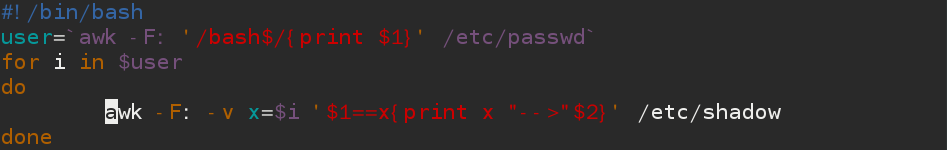 #!/bin/bash
user=`awk -F: '/bash$/{print $1}' /etc/passwd`
for i in $user
do
        awk -F: -v x=$i '$1==x{print x "-->"$2}' /etc/shadow
done